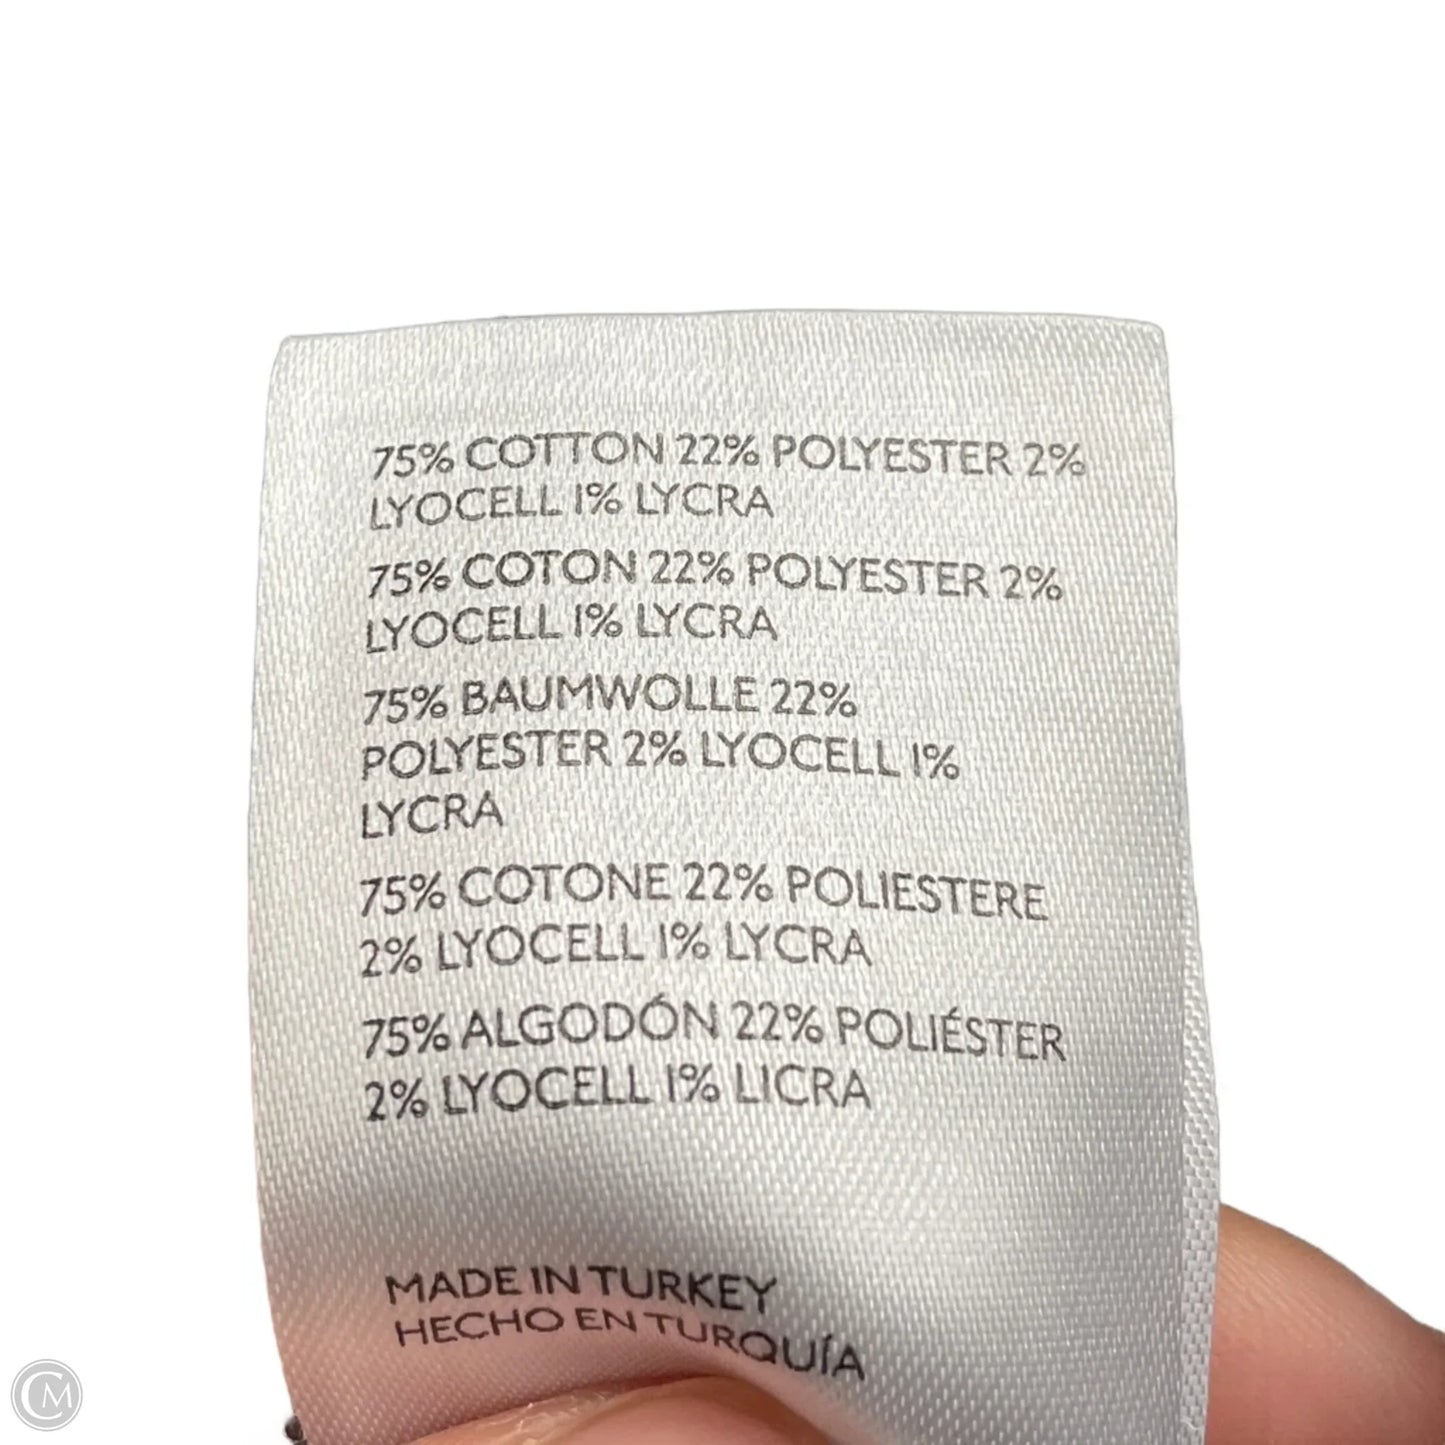 75% COTTON 22% POLYESTER 2%
LYOCELL 1% LYCRA
75% COTON 22% POLYESTER 2%
LYOCELL 1% LYCRA
75% BAUMWOLLE 22%
POLYESTER 2% LYOCELL 1%
LYCRA
75% COTONE 22% POLIESTERE
2% LYOCELL 1% LYCRA
75% ALGODÓN 22% POLIÉSTER
2% LYOCELL 1% LICRA
MADE IN TURKEY
HECHO EN TURQUÍA
CM